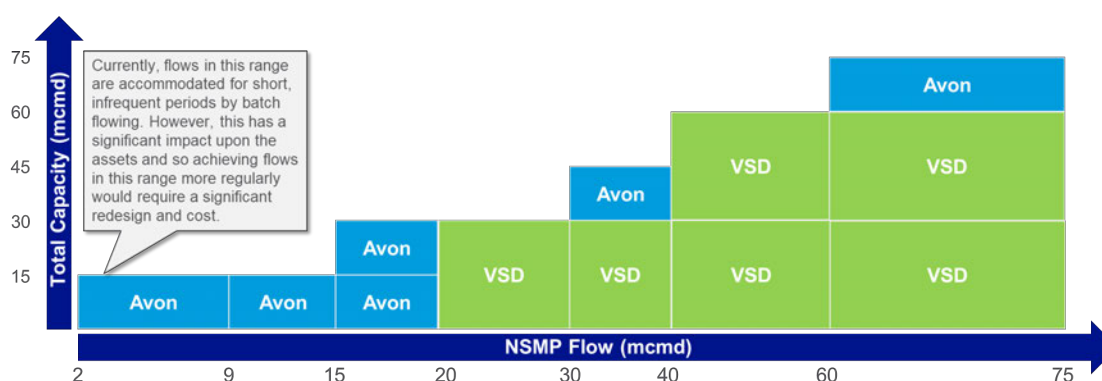 75
60
45
30
15
Total Capacity (mcmd)
Currently, flows in this range
are accommodated for short,
infrequent periods by batch
flowing. However, this has a
significant impact upon the
assets and so achieving flows
in this range more regularly
would require a significant
redesign and cost.
Avon
VSD
VSD
Avon
Avon
VSD
VSD
VSD
VSD
Avon
Avon
Avon
NSMP Flow (mcmd)
2
9
15
20
30
40
60
75